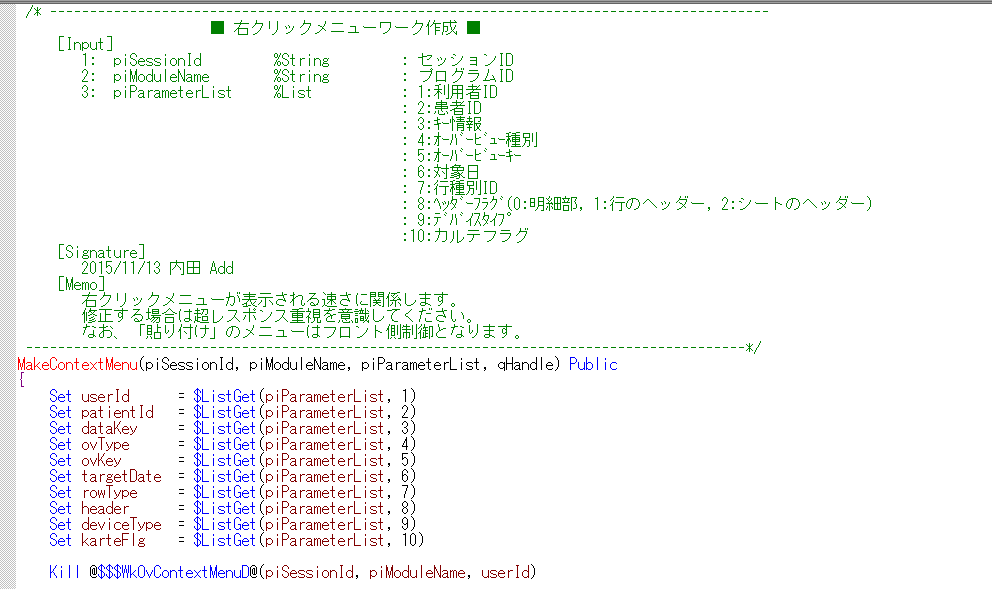 /* ------------------------------------------------------------------------------------------
■ 右クリックメニューワーク作成 ■
[Input]
1: piSessionId %String : セッションID
2: piModuleName %String : プログラムID
3: piParameterList %List : 1:利用者ID
: 2:患者ID
: 3:ｷｰ情報
: 4:ｵｰﾊﾞｰﾋﾞｭｰ種別
: 5:ｵｰﾊﾞｰﾋﾞｭｰｷｰ
: 6:対象日
: 7:行種別ID
: 8:ﾍｯﾀﾞｰﾌﾗｸﾞ(0:明細部, 1:行のヘッダー, 2:シートのヘッダー)
: 9:ﾃﾞﾊﾞｲｽﾀｲﾌﾟ
:10:カルテフラグ
[Signature]
2015/11/13 内田 Add
[Memo]
右クリックメニューが表示される速さに関係します。
修正する場合は超レスポンス重視を意識してください。
なお、「貼り付け」のメニューはフロント側制御となります。
------------------------------------------------------------------------------------------*/
MakeContextMenu(piSessionId, piModuleName, piParameterList, qHandle) Public
{
Set userId = $ListGet(piParameterList, 1)
Set patientId = $ListGet(piParameterList, 2)
Set dataKey = $ListGet(piParameterList, 3)
Set ovType = $ListGet(piParameterList, 4)
Set ovKey = $ListGet(piParameterList, 5)
Set targetDate = $ListGet(piParameterList, 6)
Set rowType = $ListGet(piParameterList, 7)
Set header = $ListGet(piParameterList, 8)
Set deviceType = $ListGet(piParameterList, 9)
Set karteFlg = $ListGet(piParameterList, 10)
Kill @$$$WkOvContextMenuD@(piSessionId, piModuleName, userId)